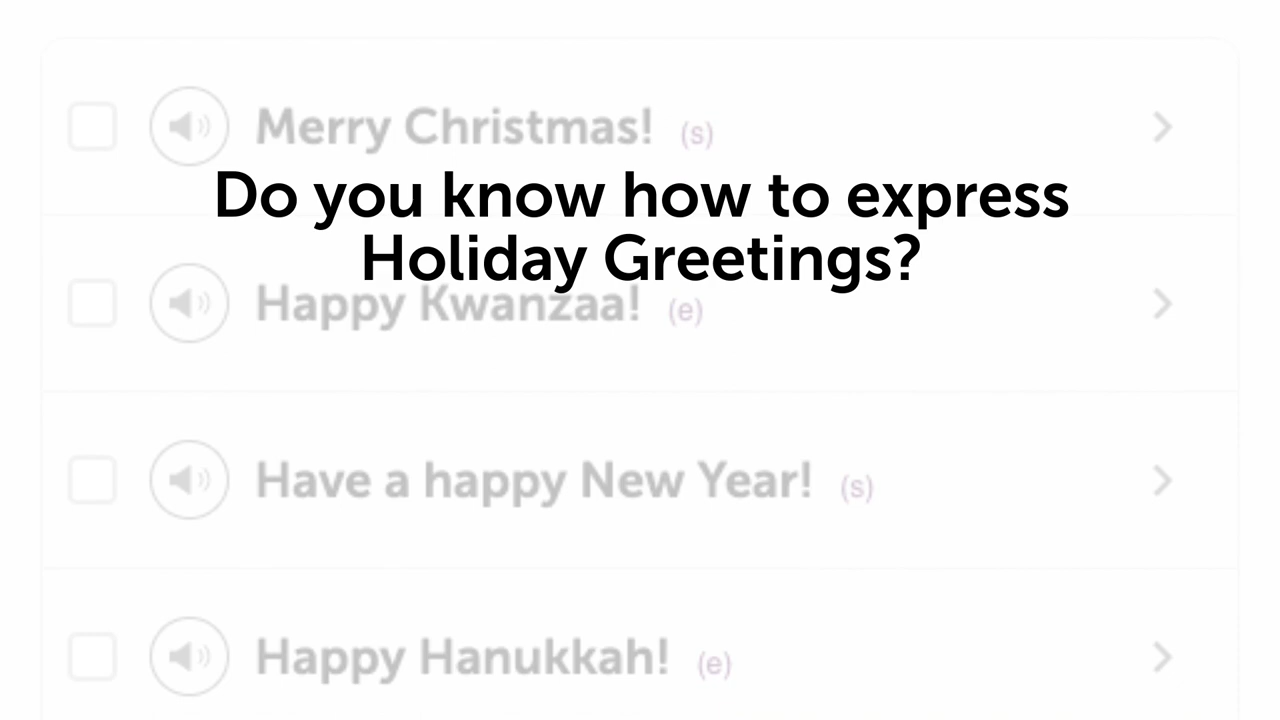 Merry Christmas! (s)
Do you know how to express
Holiday Greetings?
Happy Kwanzaa! (e)
Have a happy New Year! (s)
Happy Hanukkah! (e)